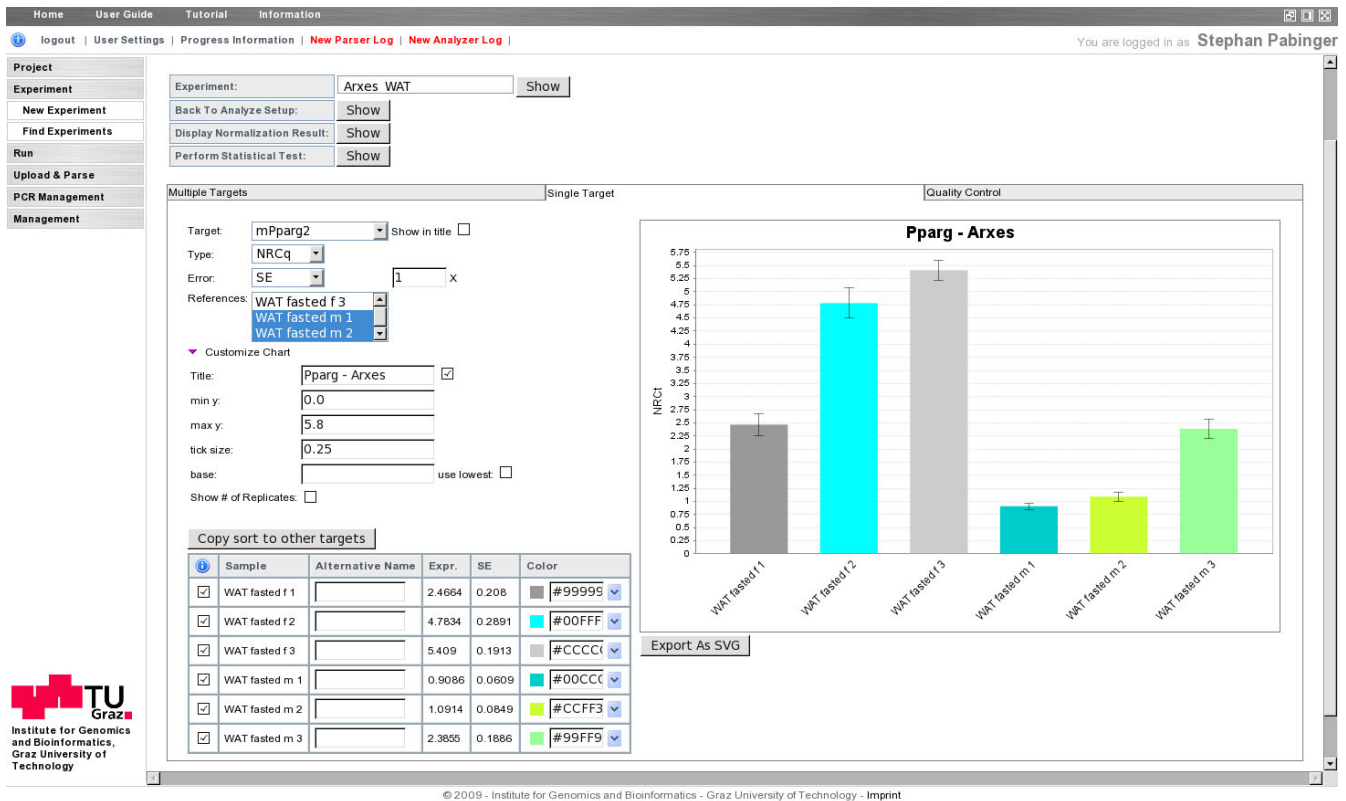 Home User Guide Tutorial Information
logout | User Settings | Progress Information | New Parser Log | New Analyzer Log |
You are logged in as Stephan Pabinger
Project
Experiment
New Experiment
Find Experiments
Run
Upload & Parse
PCR Management
Management
Experiment: Arxes WAT Show
Back To Analyze Setup: Show
Display Normalization Result: Show
Perform Statistical Test: Show
Multiple Targets Single Target Quality Control
Target: mPparg2 Show in title
Type: NRCq
Error: SE 1 x
References: WAT fasted f 3
WAT fasted m 1
WAT fasted m 2
Customize Chart
Title: Pparg - Arxes
min y: 0.0
max y: 5.8
tick size: 0.25
base: use lowest:
Show # of Replicates:
Copy sort to other targets
Sample Alternative Name Expr. SE Color
WAT fasted f 1 2.4664 0.208 #99999
WAT fasted f 2 4.7834 0.2891 #00FFF
WAT fasted f 3 5.409 0.1913 #CCCC
WAT fasted m 1 0.9086 0.0609 #00CC
WAT fasted m 2 1.0914 0.0849 #CCFF3
WAT fasted m 3 2.3855 0.1886 #99FF9
Pparg - Arxes
5.75
5.5
5.25
5
4.75
4.5
4.25
4
3.75
3.5
3.25
3
2.75
2.5
2.25
2
1.75
1.5
1.25
1
0.75
0.5
0.25
0
NRCt
WAT fasted f 1
WAT fasted f 2
WAT fasted f 3
WAT fasted m 1
WAT fasted m 2
WAT fasted m 3
Export As SVG
TU
Graz
Institute for Genomics
and Bioinformatics,
Graz University of
Technology
© 2009 - Institute for Genomics and Bioinformatics - Graz University of Technology - Imprint